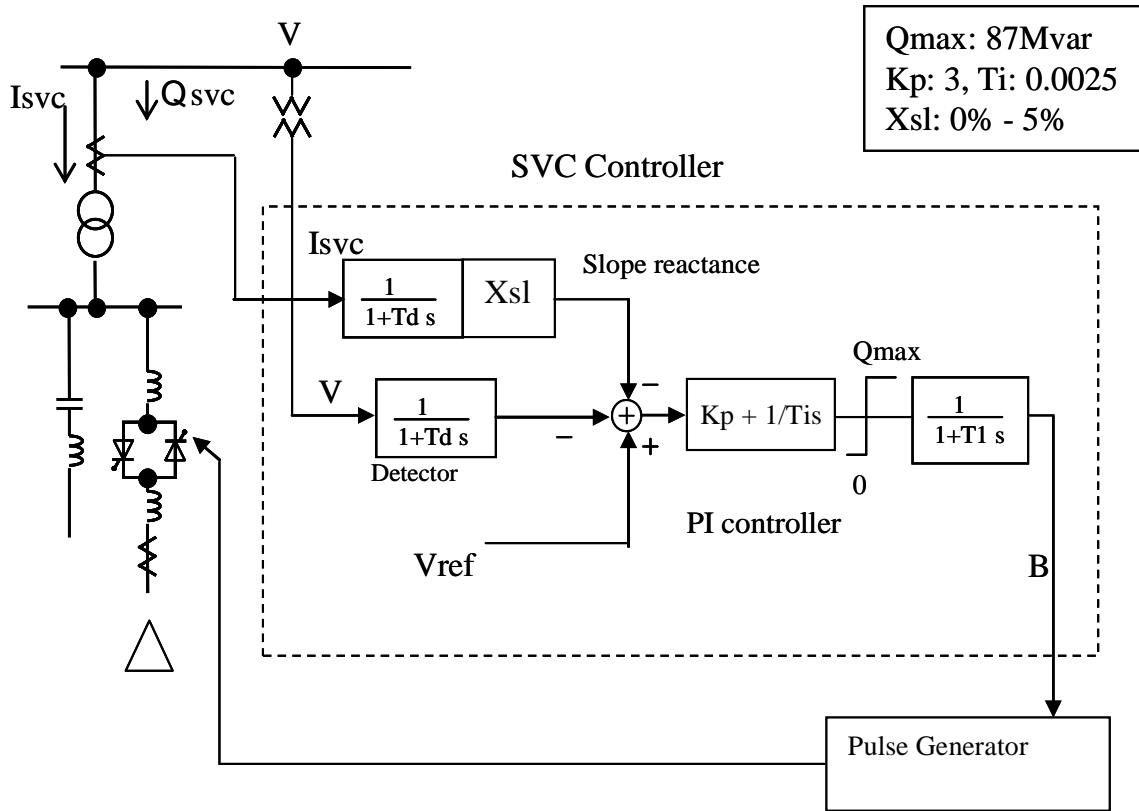 V
Qmax: 87Mvar
Kp: 3, Ti: 0.0025
Xsl: 0% - 5%
Isvc
Qsvc
SVC Controller
Isvc
1
1+Td s
Xsl
Slope reactance
V
1
1+Td s
Detector
−
−
+
+
Kp + 1/Tis
Qmax
0
1
1+T1 s
PI controller
Vref
B
Pulse Generator